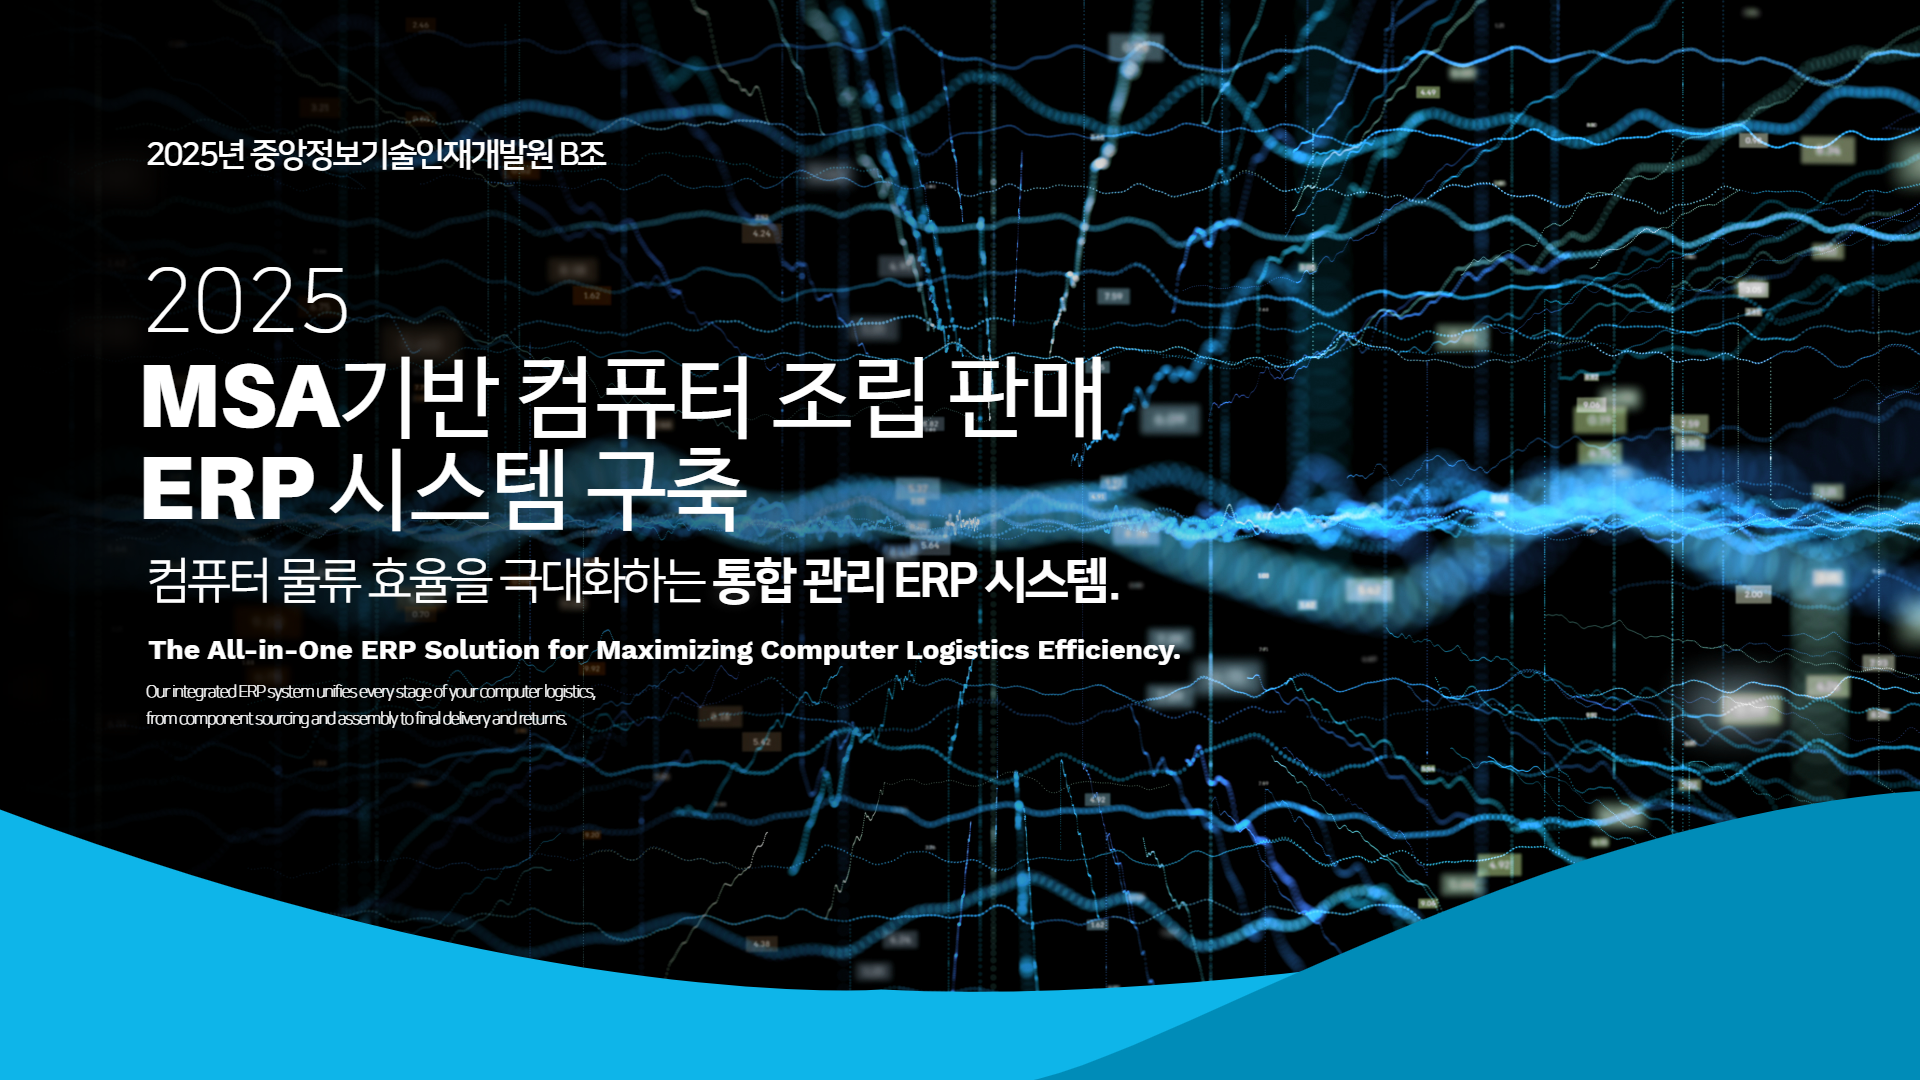 2025년 중앙정보기술인재개발원 B조
2025
MSA기반 컴퓨터 조립 판매
ERP 시스템 구축
컴퓨터 물류 효율을 극대화하는 통합 관리 ERP 시스템.
The All-in-One ERP Solution for Maximizing Computer Logistics Efficiency.
Our integrated ERP system unifies every stage of your computer logistics,
from component sourcing and assembly to final delivery and returns.